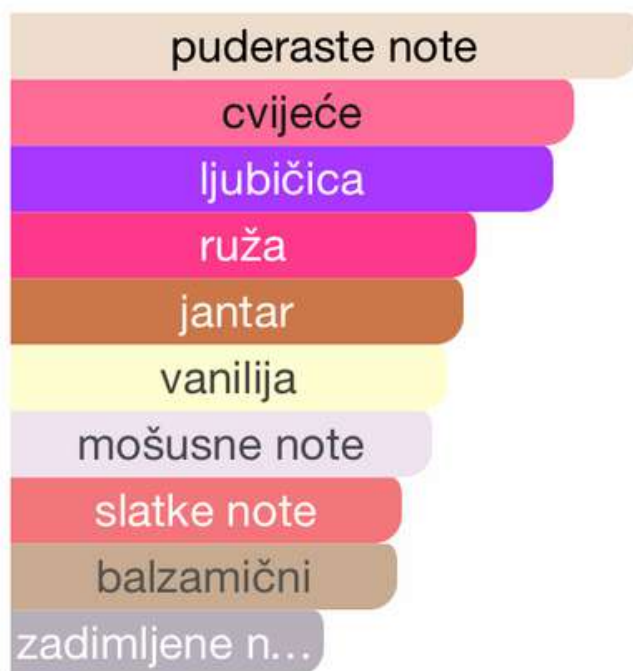 puderaste note
cvijeće
ljubičica
ruža
jantar
vanilija
mošusne note
slatke note
balzamični
zadimljene n...